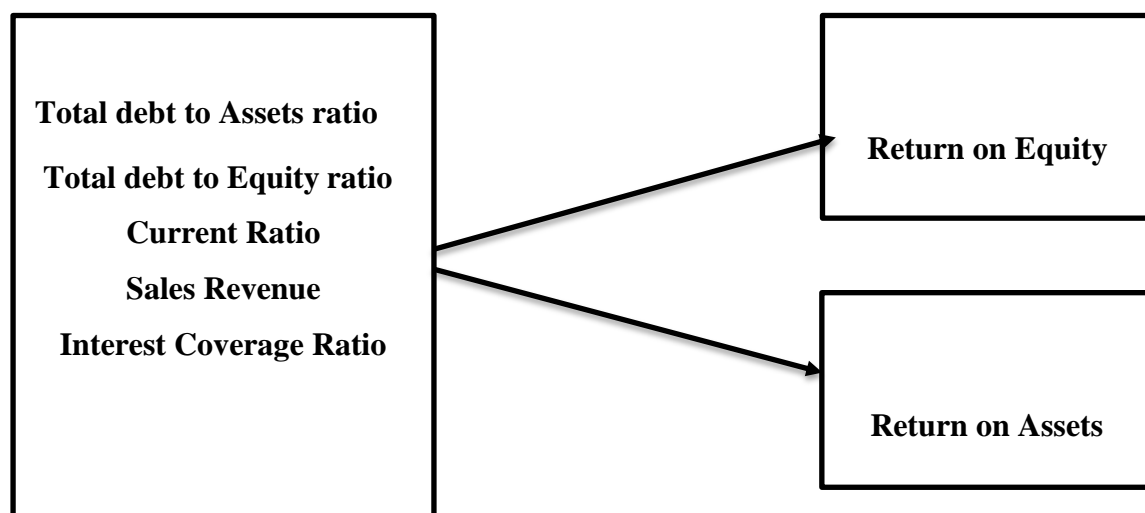 Total debt to Assets ratio
Total debt to Equity ratio
Current Ratio
Sales Revenue
Interest Coverage Ratio
Return on Equity
Return on Assets